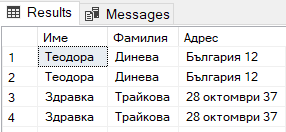 Results Messages
Име Фамилия Адрес
1 Теодора Динева България 12
2 Теодора Динева България 12
3 Здравка Трайкова 28 октомври 37
4 Здравка Трайкова 28 октомври 37